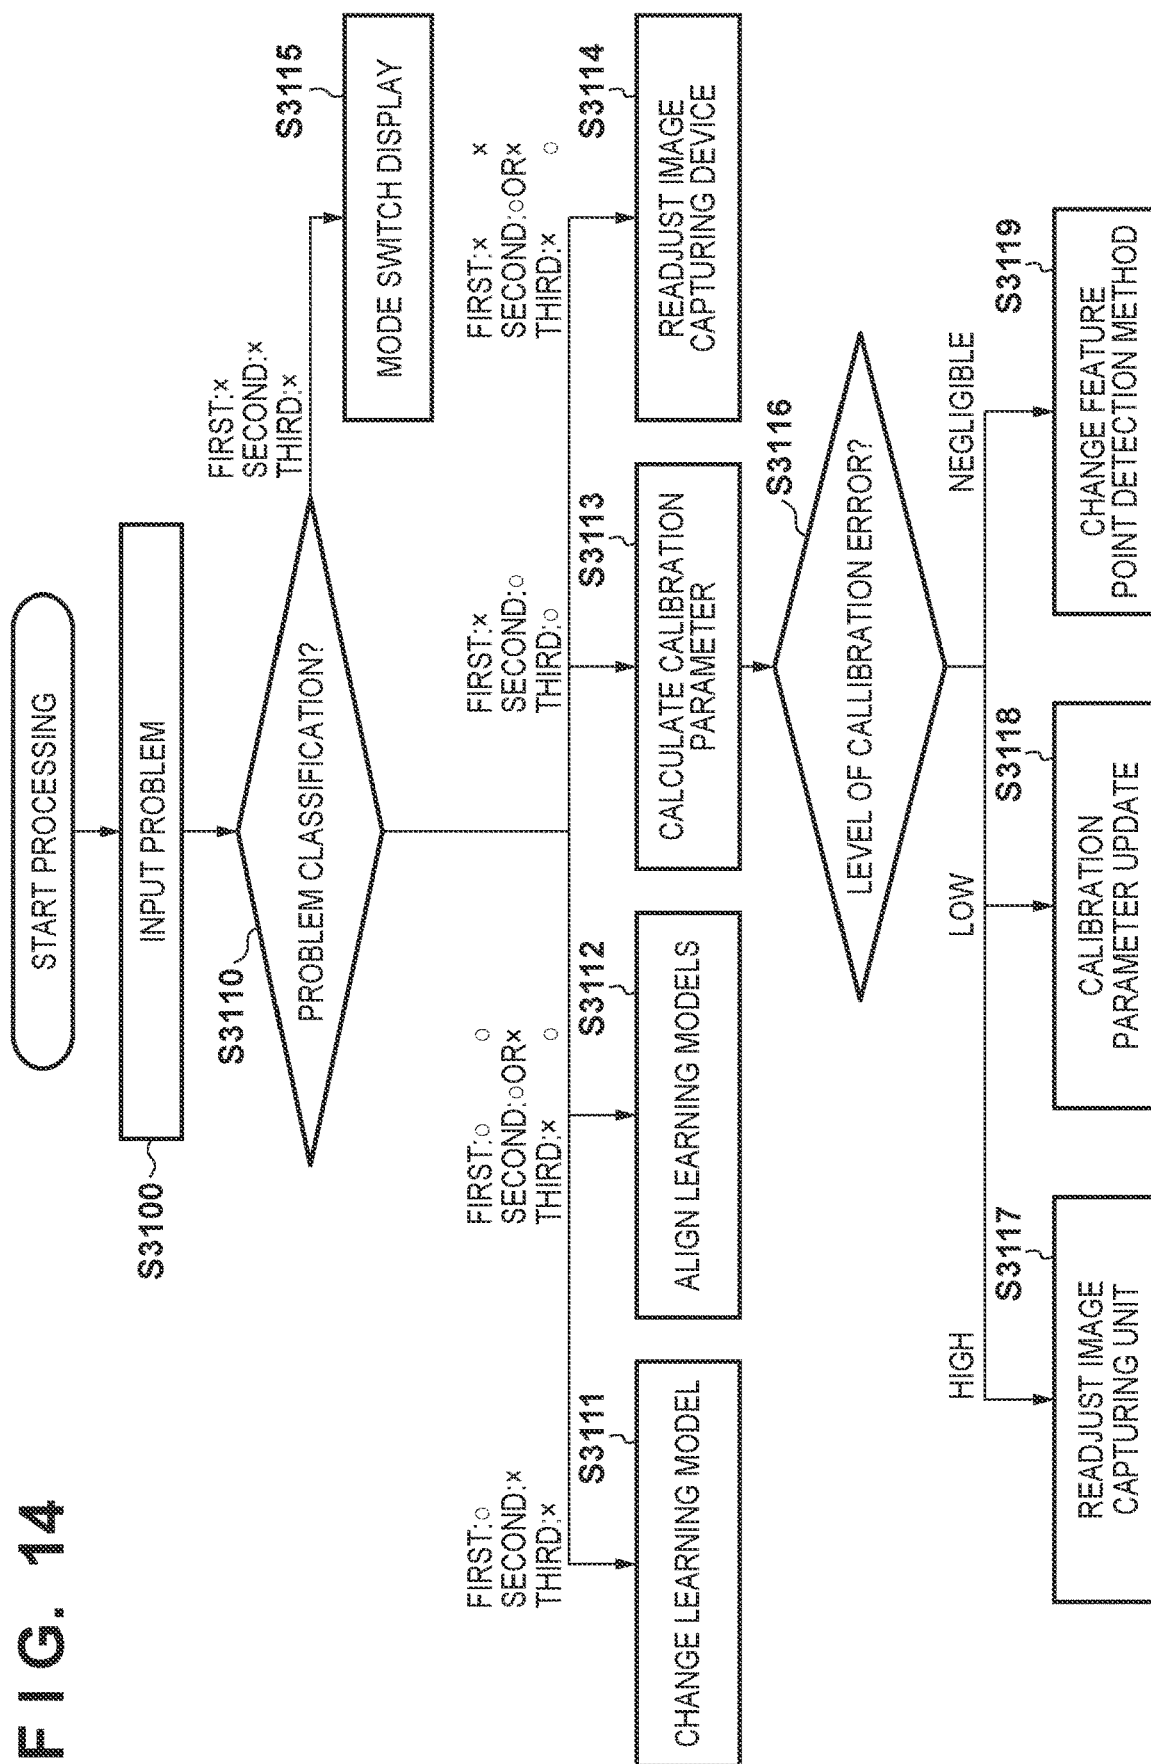 FIG. 14
START PROCESSING
S3100
INPUT PROBLEM
S3110
PROBLEM CLASSIFICATION?
FIRST:×
SECOND:×
THIRD:×
S3115
MODE SWITCH DISPLAY
FIRST:○
SECOND:×
THIRD:×
S3111
CHANGE LEARNING MODEL
FIRST:○ ○
SECOND:○OR×
THIRD:× ○
S3112
ALIGN LEARNING MODELS
FIRST:×
SECOND:○
THIRD:○
S3113
CALCULATE CALIBRATION
PARAMETER
FIRST:× ×
SECOND:○OR×
THIRD:× ○
S3114
READJUST IMAGE
CAPTURING DEVICE
S3116
LEVEL OF CALLIBRATION ERROR?
HIGH
S3117
READJUST IMAGE
CAPTURING UNIT
LOW
S3118
CALIBRATION
PARAMETER UPDATE
NEGLIGIBLE
S3119
CHANGE FEATURE
POINT DETECTION METHOD